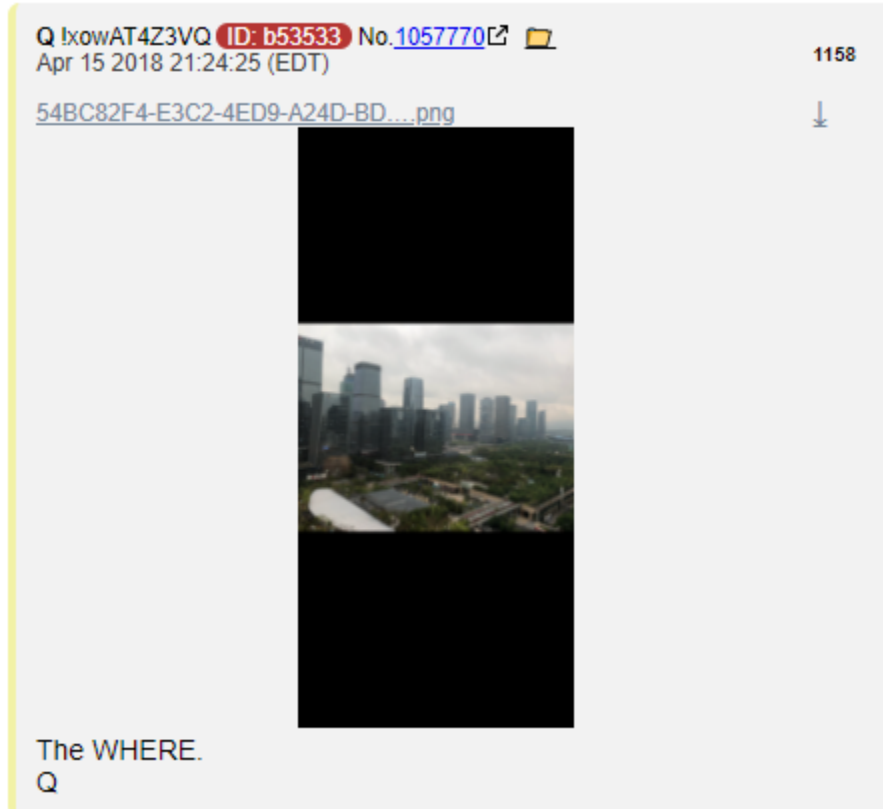 Q !xowAT4Z3VQ ID: b53533 No.1057770
Apr 15 2018 21:24:25 (EDT)
1158
54BC82F4-E3C2-4ED9-A24D-BD....png
The WHERE.
Q